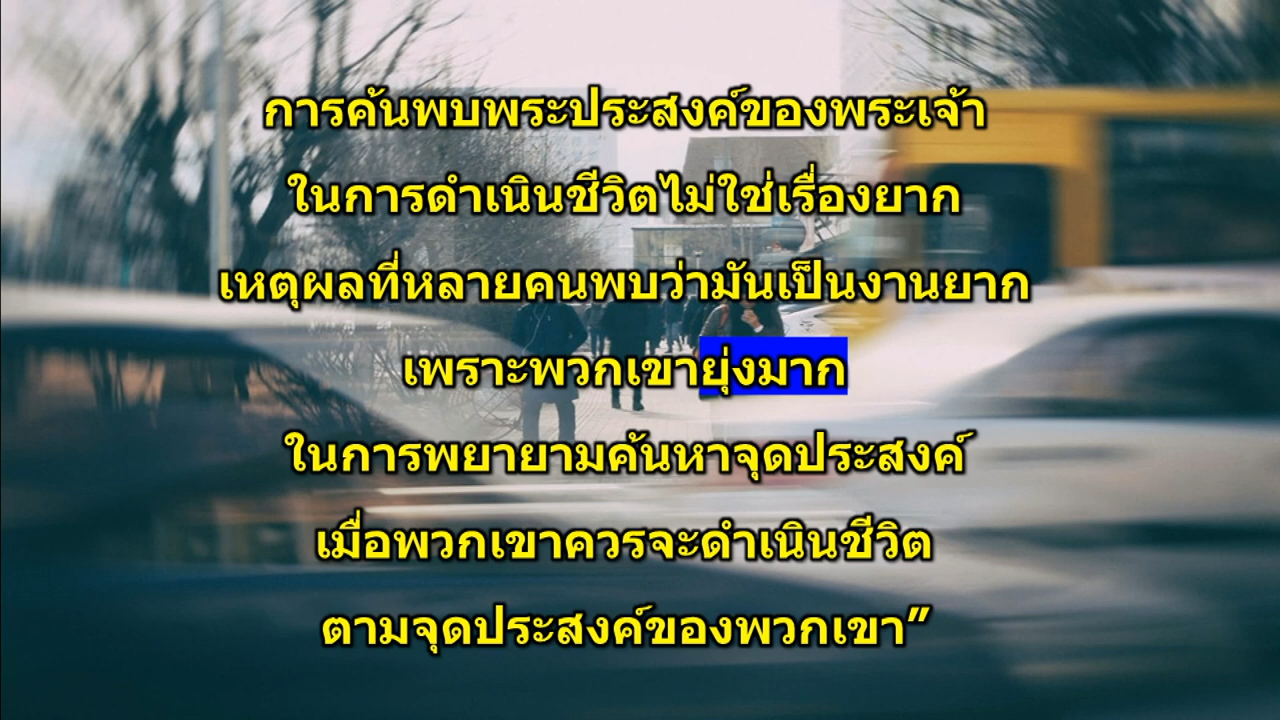 การค้นพบพระประสงค์ของพระเจ้า
ในการดำเนินชีวิตไม่ใช่เรื่องยาก
เหตุผลที่หลายคนพบว่ามันเป็นงานยาก
เพราะพวกเขายุ่งมาก
ในการพยายามค้นหาจุดประสงค์
เมื่อพวกเขาควรจะดำเนินชีวิต
ตามจุดประสงค์ของพวกเขา”